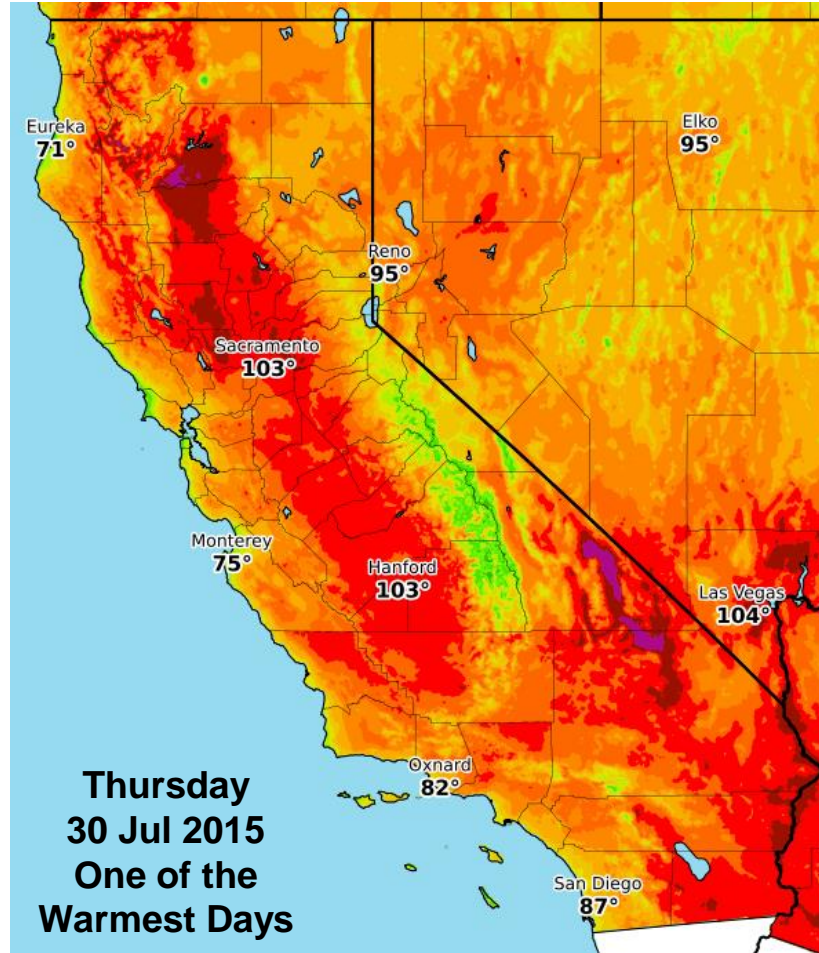 Eureka
71°
Elko
95°
Reno
95°
Sacramento
103°
Monterey
75°
Hanford
103°
Las Vegas
104°
Oxnard
82°
San Diego
87°
Thursday
30 Jul 2015
One of the
Warmest Days